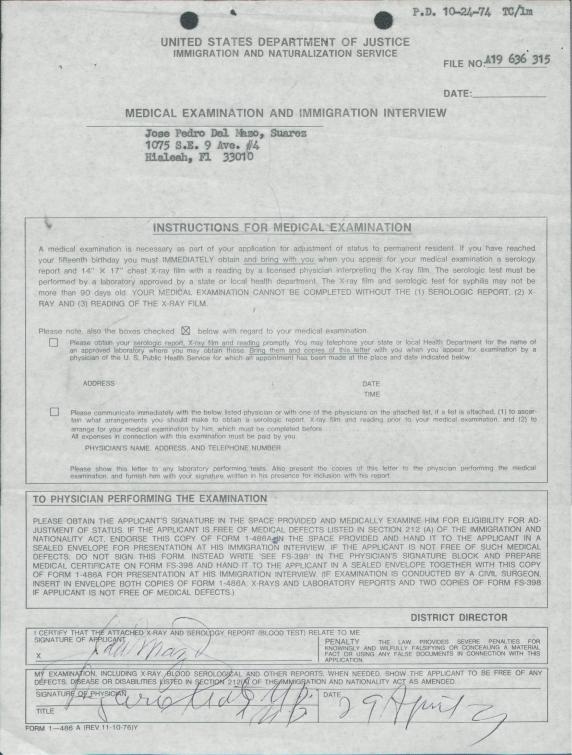 P.D. 10-24-74 TC/lm
UNITED STATES DEPARTMENT OF JUSTICE
IMMIGRATION AND NATURALIZATION SERVICE
FILE NO. A19 636 315
DATE:
MEDICAL EXAMINATION AND IMMIGRATION INTERVIEW
Jose Pedro Del Mazo, Suarez
1075 S.E. 9 Ave. #4
Hialeah, Fl 33010
INSTRUCTIONS FOR MEDICAL EXAMINATION
A medical examination is necessary as part of your application for adjustment of status to permanent resident. If you have reached
your fifteenth birthday you must IMMEDIATELY obtain and bring with you when you appear for your medical examination a serology
report and 14" X 17" chest X-ray film with a reading by a licensed physician interpreting the X-ray film. The serologic test must be
performed by a laboratory approved by a state or local health department. The X-ray film and serologic test for syphilis may not be
more than 90 days old. YOUR MEDICAL EXAMINATION CANNOT BE COMPLETED WITHOUT THE (1) SEROLOGIC REPORT, (2) X-
RAY AND (3) READING OF THE X-RAY FILM.
Please note, also the boxes checked ☒ below with regard to your medical examination.
☐ Please obtain your serologic report, X-ray film and reading promptly. You may telephone your state or local Health Department for the name of
an approved laboratory where you may obtain those. Bring them and copies of this letter with you when you appear for examination by a
physician of the U. S. Public Health Service for which an appointment has been made at the place and date indicated below.
ADDRESS DATE
TIME
☐ Please communicate immediately with the below listed physician or with one of the physicians on the attached list, if a list is attached, (1) to ascer-
tain what arrangements you should make to obtain a serologic report, X-ray film and reading prior to your medical examination, and (2) to
arrange for your medical examination by him, which must be completed before
All expenses in connection with this examination must be paid by you.
PHYSICIAN'S NAME, ADDRESS, AND TELEPHONE NUMBER
Please show this letter to any laboratory performing tests. Also present the copies of this letter to the physician performing the medical
examination, and furnish him with your signature written in his presence for inclusion with his report.
TO PHYSICIAN PERFORMING THE EXAMINATION
PLEASE OBTAIN THE APPLICANT'S SIGNATURE IN THE SPACE PROVIDED AND MEDICALLY EXAMINE HIM FOR ELIGIBILITY FOR AD-
JUSTMENT OF STATUS. IF THE APPLICANT IS FREE OF MEDICAL DEFECTS LISTED IN SECTION 212 (A) OF THE IMMIGRATION AND
NATIONALITY ACT, ENDORSE THIS COPY OF FORM 1-486A IN THE SPACE PROVIDED AND HAND IT TO THE APPLICANT IN A
SEALED ENVELOPE FOR PRESENTATION AT HIS IMMIGRATION INTERVIEW. IF THE APPLICANT IS NOT FREE OF SUCH MEDICAL
DEFECTS, DO NOT SIGN THIS FORM. INSTEAD WRITE 'SEE FS-398' IN THE PHYSICIAN'S SIGNATURE BLOCK AND PREPARE
MEDICAL CERTIFICATE ON FORM FS-398 AND HAND IT TO THE APPLICANT IN A SEALED ENVELOPE TOGETHER WITH THIS COPY
OF FORM 1-486A FOR PRESENTATION AT HIS IMMIGRATION INTERVIEW. (IF EXAMINATION IS CONDUCTED BY A CIVIL SURGEON,
INSERT IN ENVELOPE BOTH COPIES OF FORM 1-486A, X-RAYS AND LABORATORY REPORTS AND TWO COPIES OF FORM FS-398
IF APPLICANT IS NOT FREE OF MEDICAL DEFECTS.)
DISTRICT DIRECTOR
I CERTIFY THAT THE ATTACHED X-RAY AND SEROLOGY REPORT (BLOOD TEST) RELATE TO ME
SIGNATURE OF APPLICANT
X
PENALTY THE LAW PROVIDES SEVERE PENALTIES FOR
KNOWINGLY AND WILFULLY FALSIFYING OR CONCEALING A MATERIAL
FACT OR USING ANY FALSE DOCUMENTS IN CONNECTION WITH THIS
APPLICATION.
MY EXAMINATION, INCLUDING X-RAY, BLOOD SEROLOGICAL AND OTHER REPORTS, WHEN NEEDED, SHOW THE APPLICANT TO BE FREE OF ANY
DEFECTS, DISEASE OR DISABILITIES LISTED IN SECTION 212(A) OF THE IMMIGRATION AND NATIONALITY ACT AS AMENDED.
SIGNATURE OF PHYSICIAN
DATE
29 April
TITLE
FORM 1-486 A (REV.11-10-76)Y